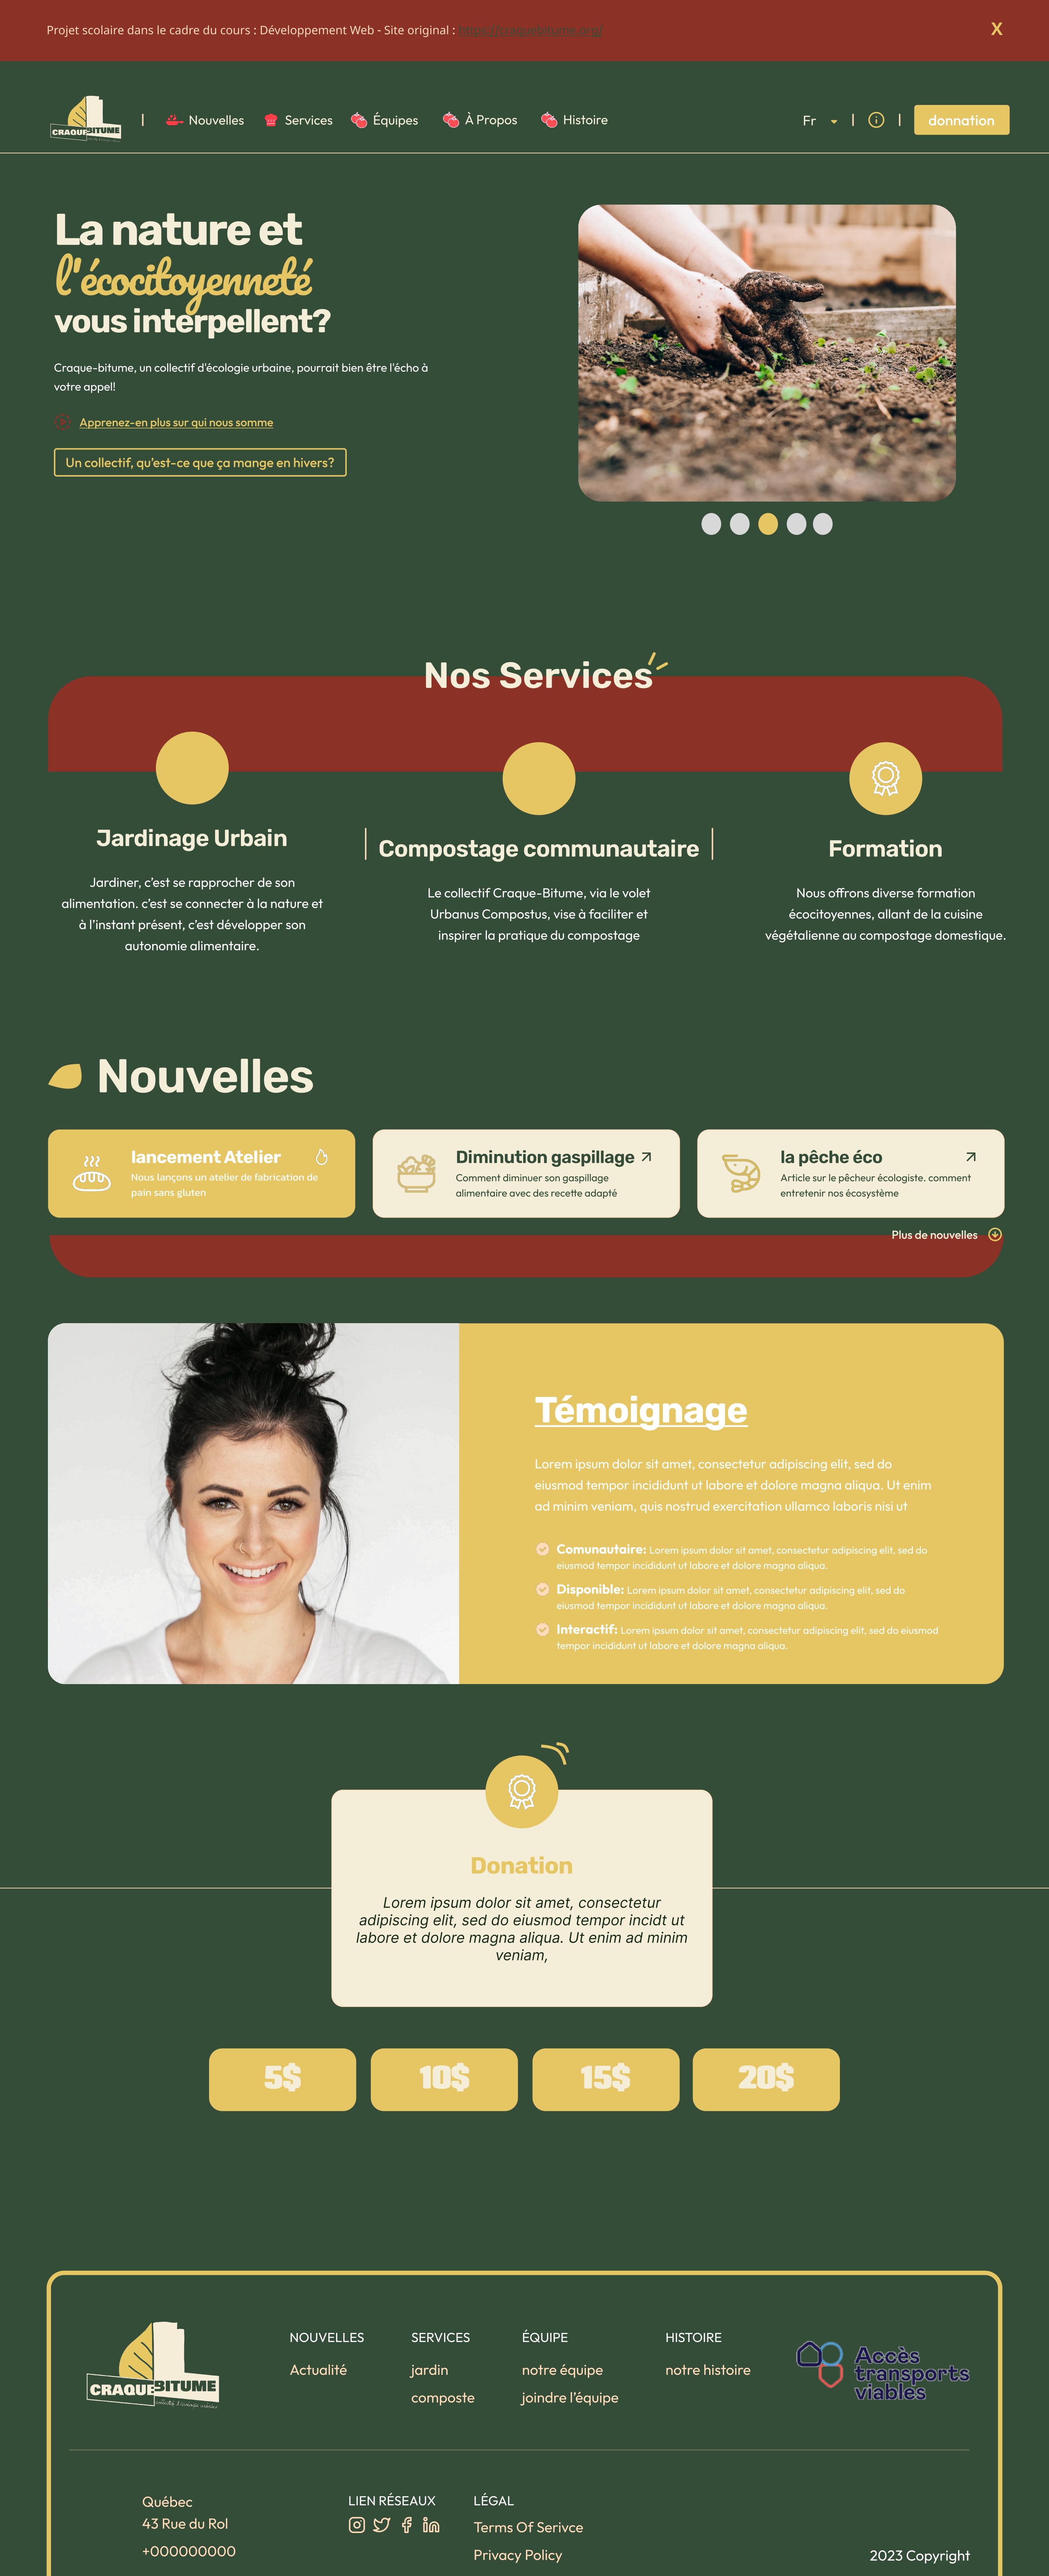 Projet scolaire dans le cadre du cours : Développement Web - Site original : https://craquebitume.org/
X
CRAQUEBITUME
Nouvelles
Services
Équipes
À Propos
Histoire
Fr
donnation
La nature et
l'écocitoyenneté
vous interpellent?
Craque-bitume, un collectif d'écologie urbaine, pourrait bien être l'écho à
votre appel!
Apprenez-en plus sur qui nous somme
Un collectif, qu'est-ce que ça mange en hivers?
Nos Services
Jardinage Urbain
Jardiner, c'est se rapprocher de son
alimentation. c'est se connecter à la nature et
à l'instant présent, c'est développer son
autonomie alimentaire.
Compostage communautaire
Le collectif Craque-Bitume, via le volet
Urbanus Compostus, vise à faciliter et
inspirer la pratique du compostage
Formation
Nous offrons diverse formation
écocitoyennes, allant de la cuisine
végétalienne au compostage domestique.
Nouvelles
lancement Atelier
Nous lançons un atelier de fabrication de
pain sans gluten
Diminution gaspillage
Comment diminuer son gaspillage
alimentaire avec des recette adapté
la pêche éco
Article sur le pêcheur écologiste. comment
entretenir nos écosystème
Plus de nouvelles
Témoignage
Lorem ipsum dolor sit amet, consectetur adipiscing elit, sed do
eiusmod tempor incididunt ut labore et dolore magna aliqua. Ut enim
ad minim veniam, quis nostrud exercitation ullamco laboris nisi ut
Comunautaire: Lorem ipsum dolor sit amet, consectetur adipiscing elit, sed do
eiusmod tempor incididunt ut labore et dolore magna aliqua.
Disponible: Lorem ipsum dolor sit amet, consectetur adipiscing elit, sed do
eiusmod tempor incididunt ut labore et dolore magna aliqua.
Interactif: Lorem ipsum dolor sit amet, consectetur adipiscing elit, sed do eiusmod
tempor incididunt ut labore et dolore magna aliqua.
Donation
Lorem ipsum dolor sit amet, consectetur
adipiscing elit, sed do eiusmod tempor incidt ut
labore et dolore magna aliqua. Ut enim ad minim
veniam,
5$
10$
15$
20$
CRAQUEBITUME
NOUVELLES
Actualité
SERVICES
jardin
composte
ÉQUIPE
notre équipe
joindre l'équipe
HISTOIRE
notre histoire
Accès
transports
viables
Québec
43 Rue du Rol
+000000000
LIEN RÉSEAUX
LÉGAL
Terms Of Serivce
Privacy Policy
2023 Copyright